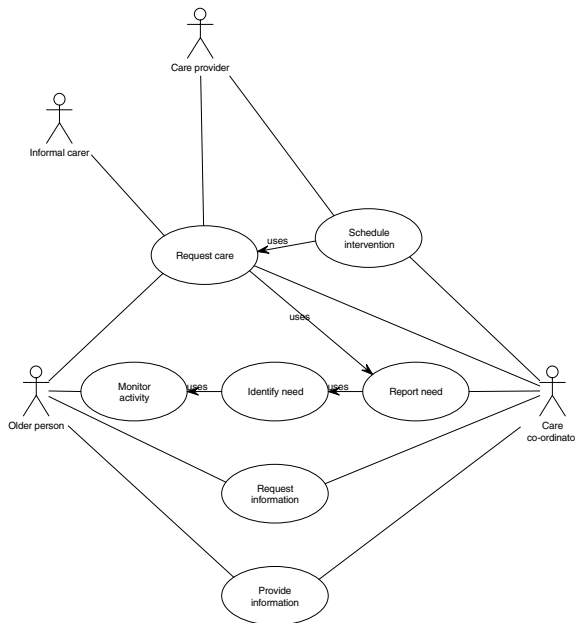 Care provider
Informal carer
Schedule
intervention
uses
Request care
uses
Monitor
activity
uses
Identify need
uses
Report need
Older person
Care
co-ordinato
Request
information
Provide
information